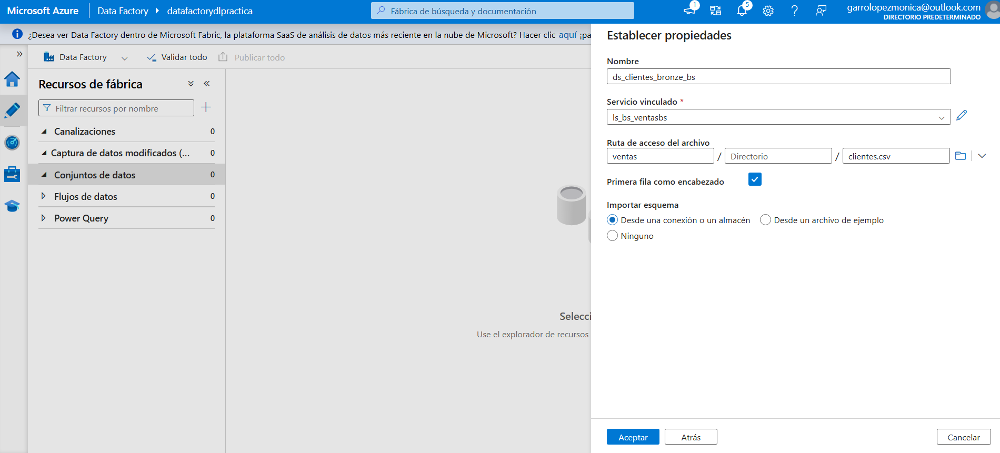 Microsoft Azure
Data Factory
datafactorydlpractica
Fábrica de búsqueda y documentación
1
5
garrolopezmonica@outlook.com
DIRECTORIO PREDETERMINADO
¿Desea ver Data Factory dentro de Microsoft Fabric, la plataforma SaaS de análisis de datos más reciente en la nube de Microsoft? Hacer clic aquí ¡pa
Data Factory
Validar todo
Publicar todo
Recursos de fábrica
Filtrar recursos por nombre
Canalizaciones 0
Captura de datos modificados (... 0
Conjuntos de datos 0
Flujos de datos 0
Power Query 0
Selecci
Use el explorador de recursos
Establecer propiedades
Nombre
ds_clientes_bronze_bs
Servicio vinculado *
ls_bs_ventasbs
Ruta de acceso del archivo
ventas / Directorio / clientes.csv
Primera fila como encabezado
Importar esquema
Desde una conexión o un almacén
Desde un archivo de ejemplo
Ninguno
Aceptar
Atrás
Cancelar